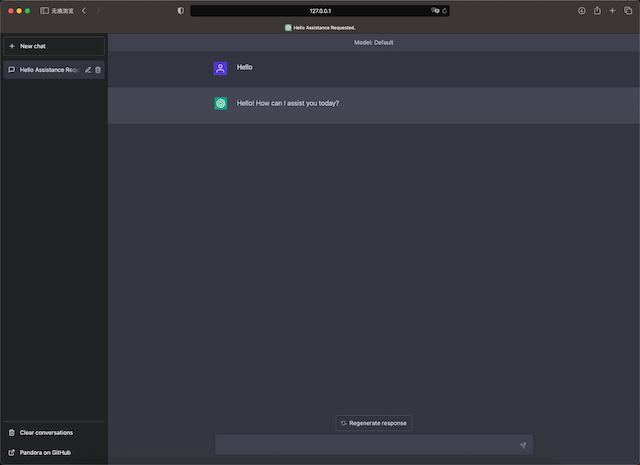 无痕浏览
127.0.0.1
Hello Assistance Requested.
New chat
Hello Assistance Requ
Model: Default
Hello
Hello! How can I assist you today?
Regenerate response
Clear conversations
Pandora on GitHub